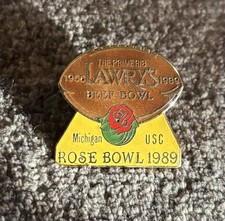 THE PRIME RIB
1956 LAWRY'S 1989
BEEF BOWL
Michigan USC
ROSE BOWL 1989